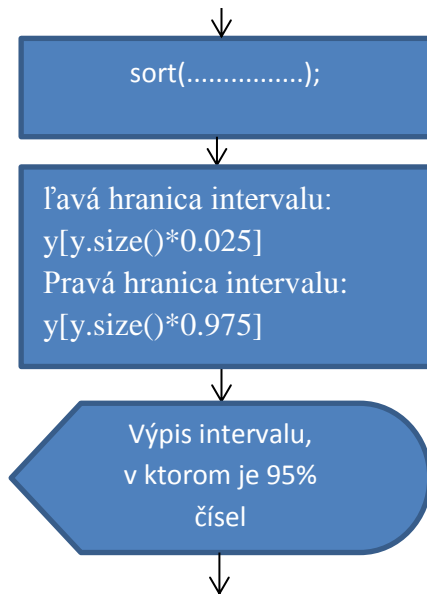 sort(................);
ľavá hranica intervalu:
y[y.size()*0.025]
Pravá hranica intervalu:
y[y.size()*0.975]
Výpis intervalu,
v ktorom je 95%
čísel